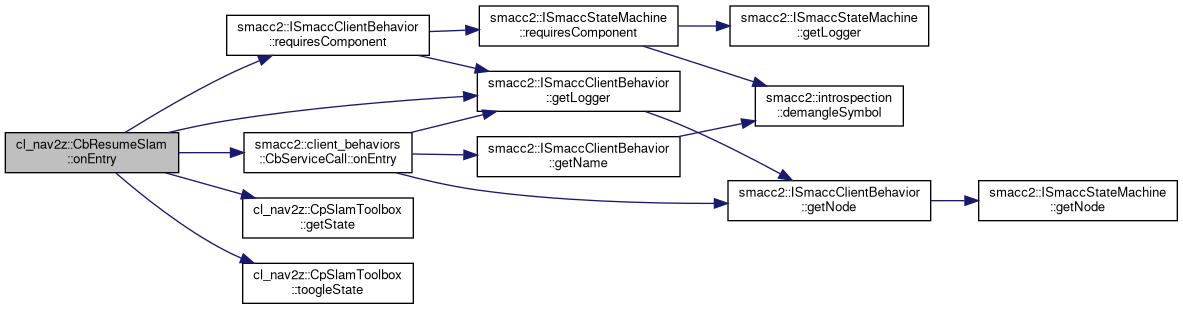 cl_nav2z::CbResumeSlam
::onEntry
smacc2::ISmaccClientBehavior
::requiresComponent
smacc2::ISmaccStateMachine
::requiresComponent
smacc2::ISmaccStateMachine
::getLogger
smacc2::ISmaccClientBehavior
::getLogger
smacc2::introspection
::demangleSymbol
smacc2::client_behaviors
::CbServiceCall::onEntry
smacc2::ISmaccClientBehavior
::getName
smacc2::ISmaccClientBehavior
::getNode
smacc2::ISmaccStateMachine
::getNode
cl_nav2z::CpSlamToolbox
::getState
cl_nav2z::CpSlamToolbox
::toogleState